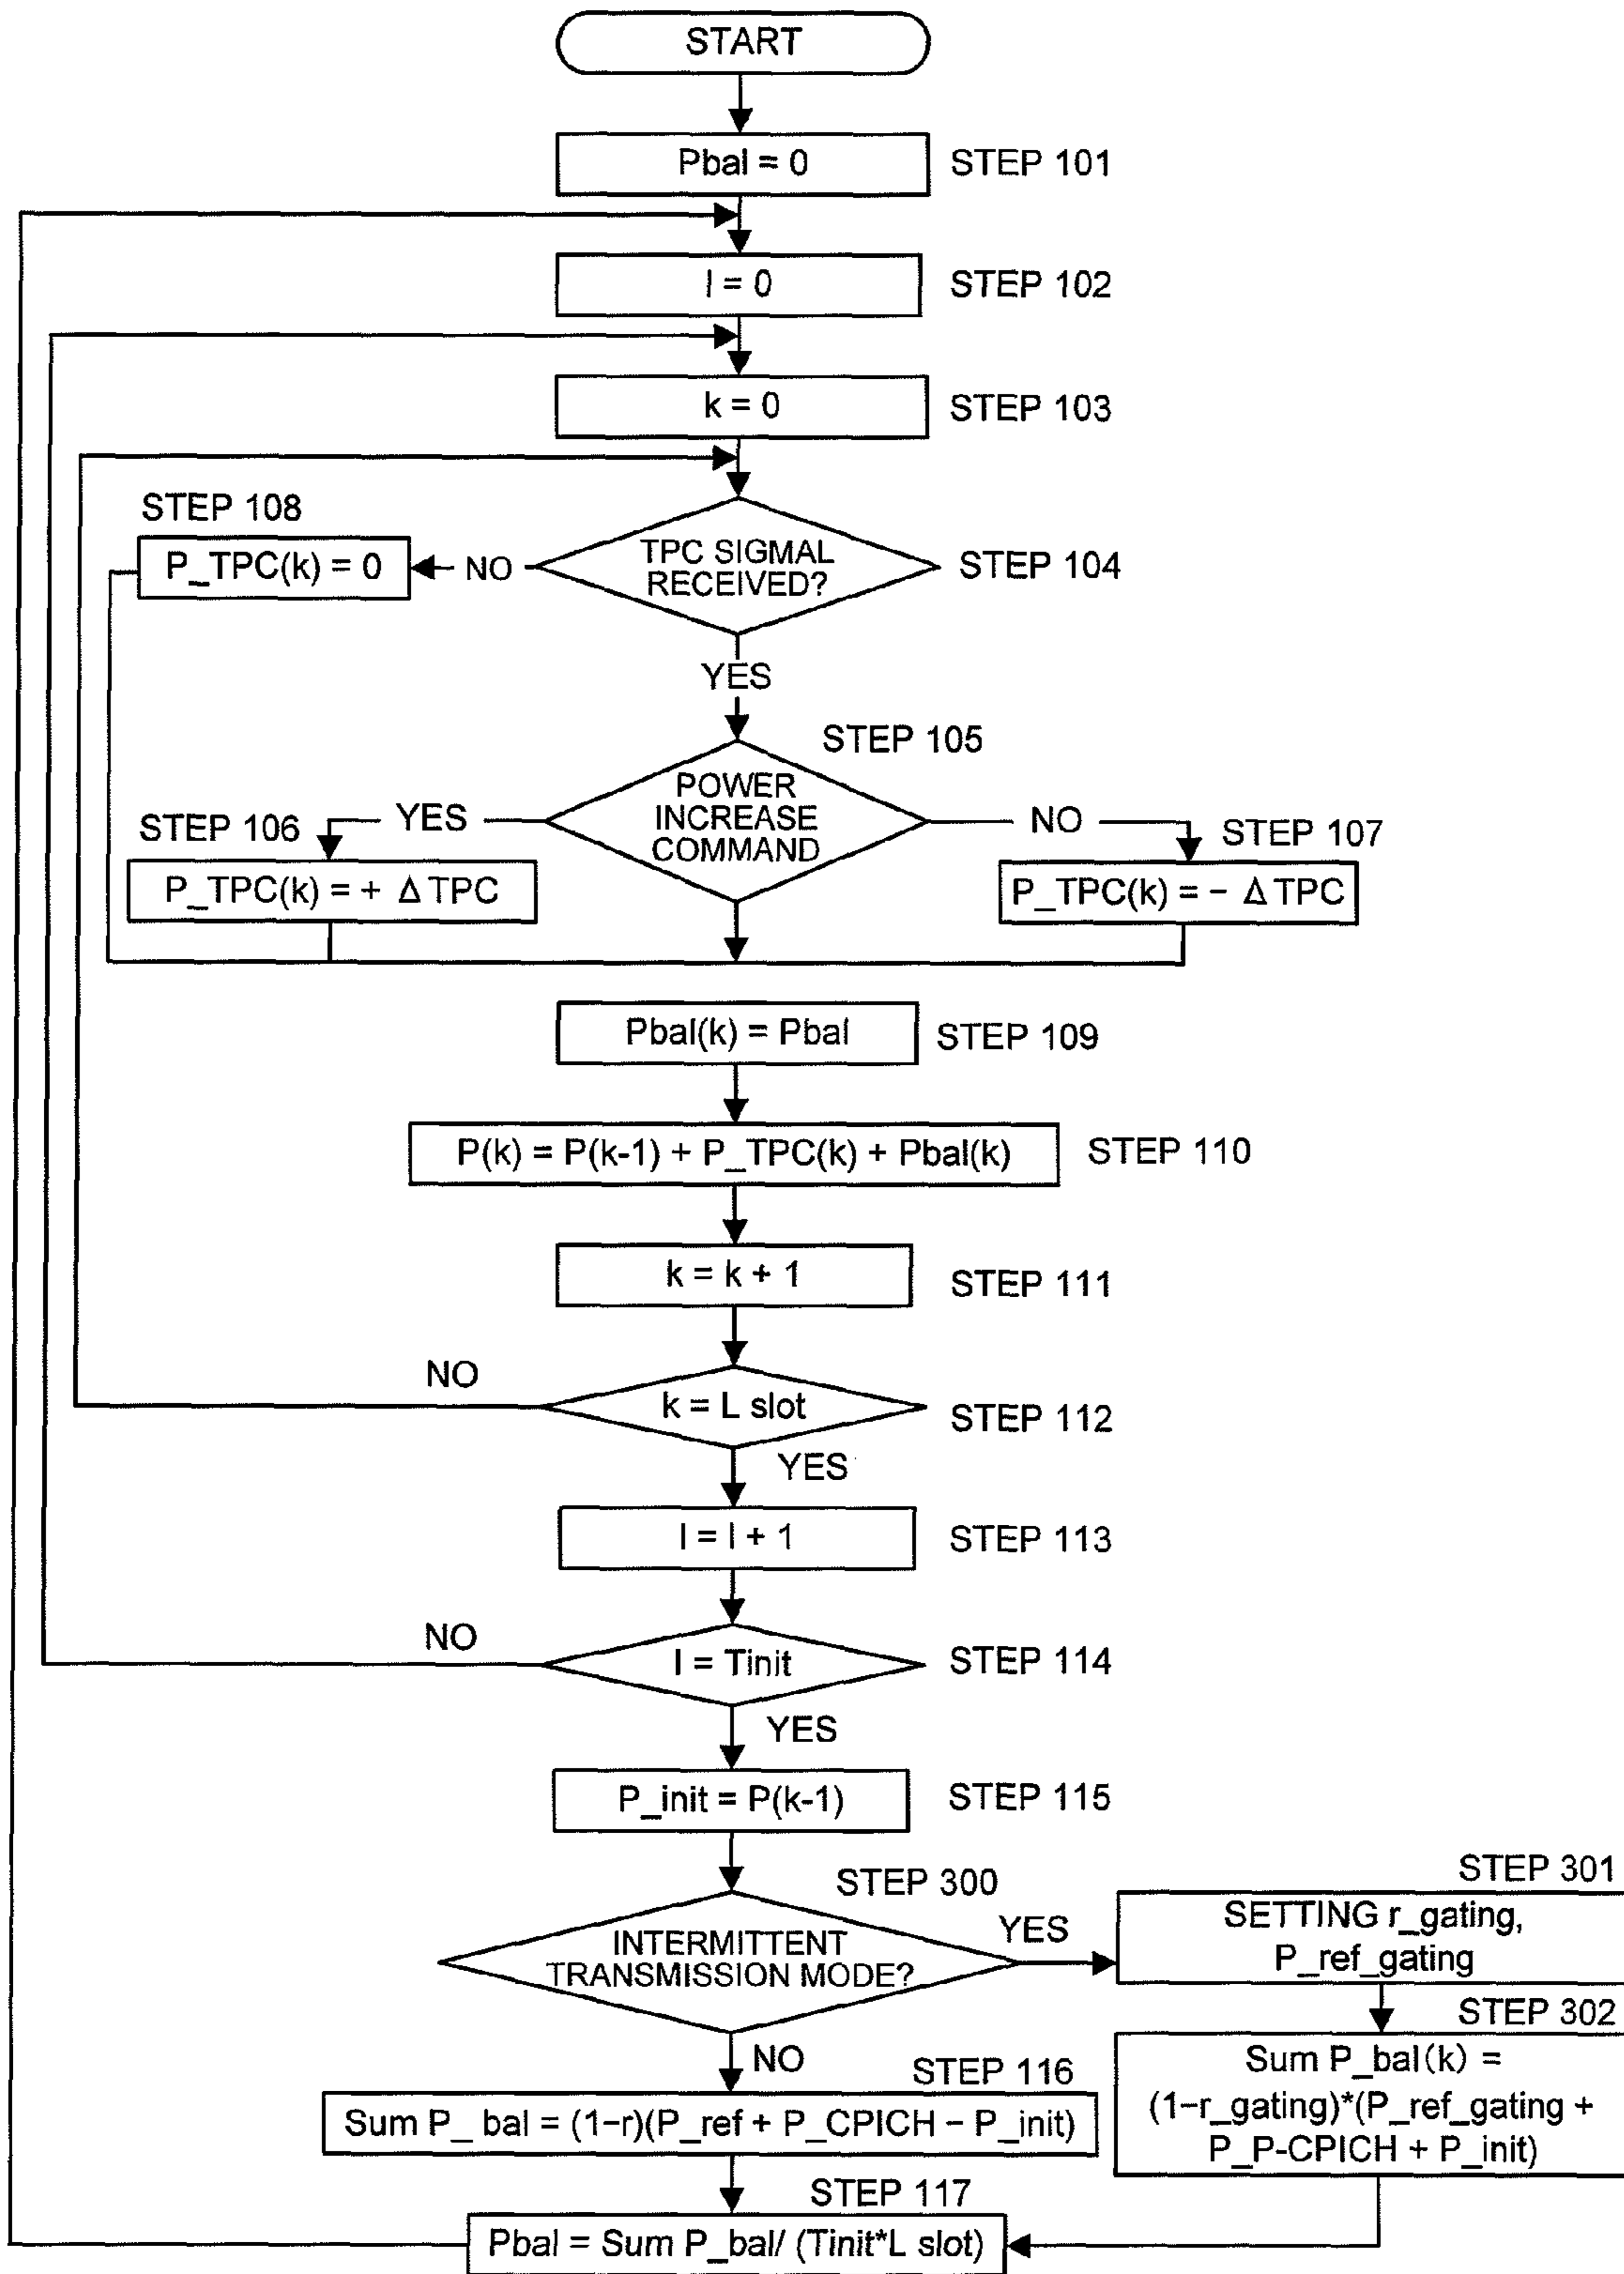 START
Pbal = 0
STEP 101
l = 0
STEP 102
k = 0
STEP 103
STEP 108
P_TPC(k) = 0
NO
TPC SIGMAL
RECEIVED?
STEP 104
YES
STEP 105
POWER
INCREASE
COMMAND
YES
STEP 106
P_TPC(k) = + Δ TPC
NO
STEP 107
P_TPC(k) = − Δ TPC
Pbal(k) = Pbal
STEP 109
P(k) = P(k-1) + P_TPC(k) + Pbal(k)
STEP 110
k = k + 1
STEP 111
NO
k = L slot
STEP 112
YES
l = l + 1
STEP 113
NO
l = Tinit
STEP 114
YES
P_init = P(k-1)
STEP 115
STEP 300
INTERMITTENT
TRANSMISSION MODE?
YES
STEP 301
SETTING r_gating,
P_ref_gating
STEP 302
Sum P_bal(k) =
(1−r_gating)*(P_ref_gating +
P_P-CPICH + P_init)
NO
STEP 116
Sum P_ bal = (1−r)(P_ref + P_CPICH − P_init)
STEP 117
Pbal = Sum P_bal/ (Tinit*L slot)